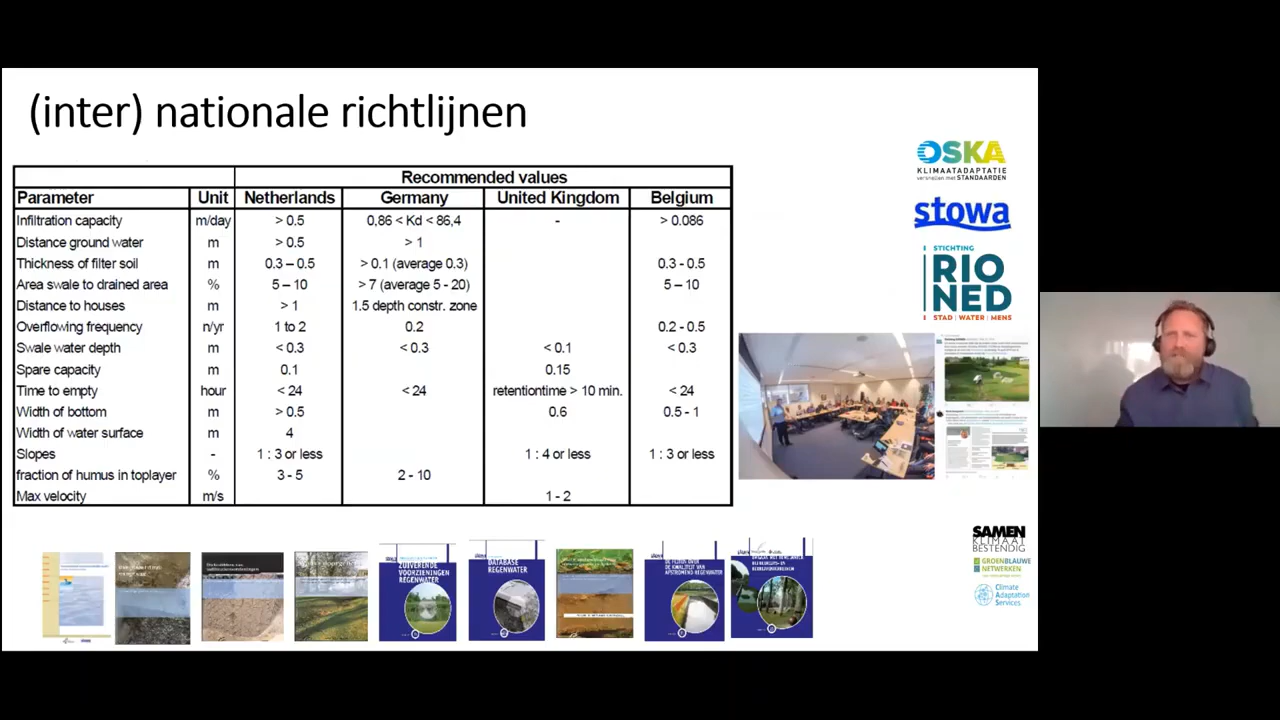 (inter) nationale richtlijnen
Recommended values
Parameter Unit Netherlands Germany United Kingdom Belgium
Infiltration capacity m/day > 0.5 0,86 < Kd < 86,4 - > 0.086
Distance ground water m > 0.5 > 1
Thickness of filter soil m 0.3 – 0.5 > 0.1 (average 0.3) 0.3 - 0.5
Area swale to drained area % 5 – 10 > 7 (average 5 - 20) 5 – 10
Distance to houses m > 1 1.5 depth constr. zone
Overflowing frequency n/yr 1 to 2 0.2 0.2 - 0.5
Swale water depth m < 0.3 < 0.3 < 0.1 < 0.3
Spare capacity m 0.1 0.15
Time to empty hour < 24 < 24 retentiontime > 10 min. < 24
Width of bottom m > 0.5 0.6 0.5 - 1
Width of water surface m 4
Slopes - 1 : 3 or less 1 : 4 or less 1 : 3 or less
fraction of humus in toplayer % 3 - 5 2 - 10
Max velocity m/s 1 - 2
OSKA
KLIMAATADAPTATIE
versnellen met STANDAARDEN
stowa
STICHTING
RIO
NED
STAD | WATER | MENS
SAMEN
KLIMAAT
BESTENDIG
GROENBLAUWE
NETWERKEN
Climate
Adaptation
Services
ZUIVERENDE
VOORZIENINGEN
REGENWATER
DATABASE
REGENWATER
DE KWALITEIT VAN
AFSTROMEND REGENWATER